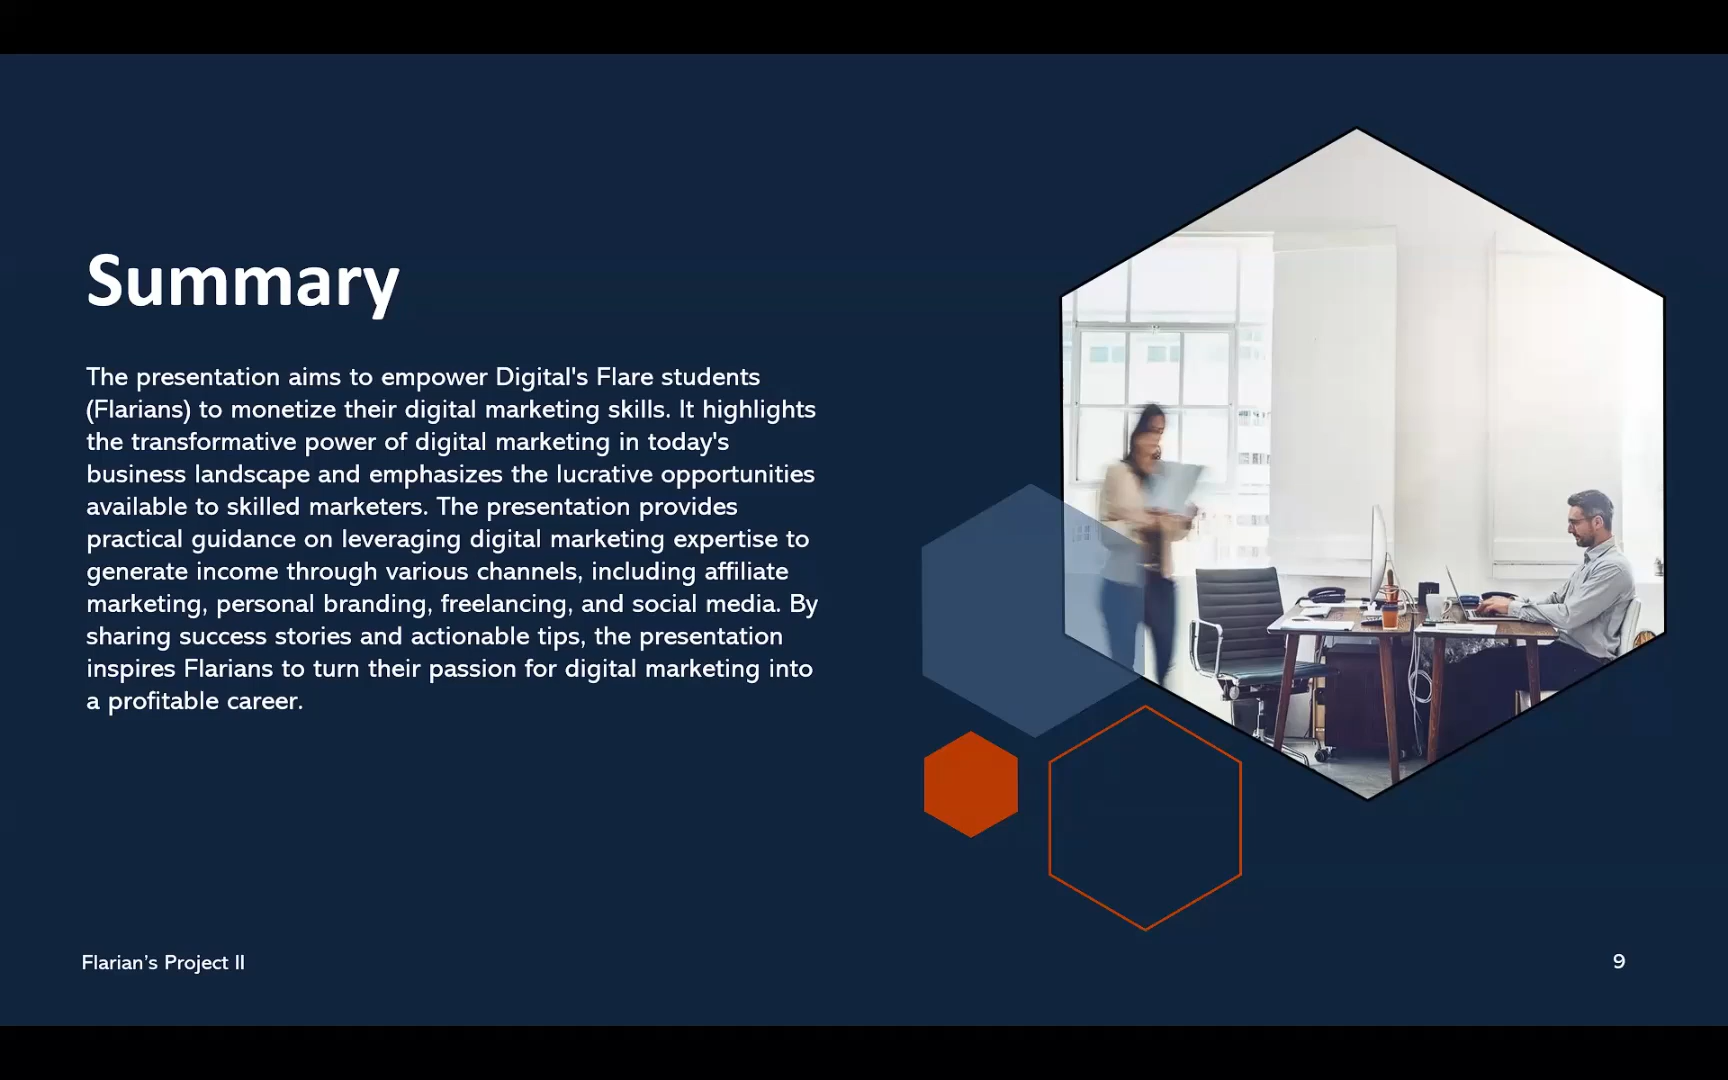 Summary
The presentation aims to empower Digital's Flare students
(Flarians) to monetize their digital marketing skills. It highlights
the transformative power of digital marketing in today's
business landscape and emphasizes the lucrative opportunities
available to skilled marketers. The presentation provides
practical guidance on leveraging digital marketing expertise to
generate income through various channels, including affiliate
marketing, personal branding, freelancing, and social media. By
sharing success stories and actionable tips, the presentation
inspires Flarians to turn their passion for digital marketing into
a profitable career.
Flarian’s Project II
9